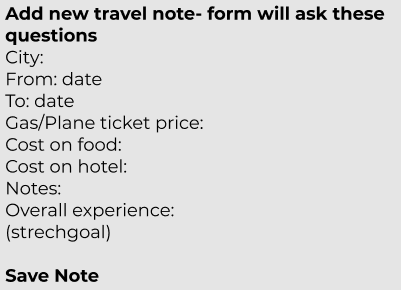 Add new travel note- form will ask these
questions
City:
From: date
To: date
Gas/Plane ticket price:
Cost on food:
Cost on hotel:
Notes:
Overall experience:
(strechgoal)
Save Note